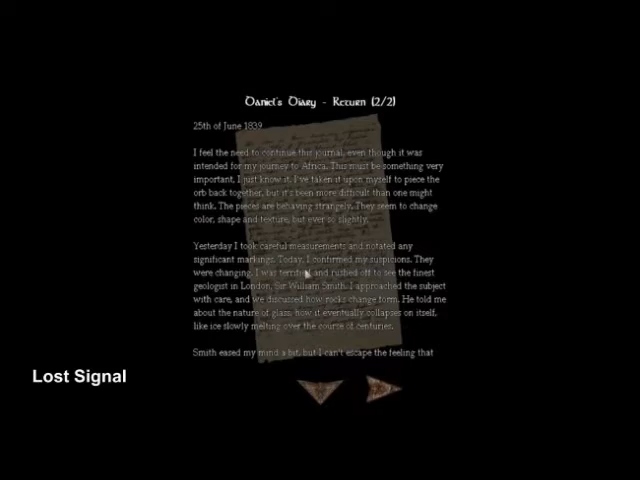 Daniel's Diary - Return (2/2)
25th of June 1839
I feel the need to continue this journal, even though it was
intended for my journey to Africa. This must be something very
important, I just know it. I've taken it upon myself to piece the
orb back together, but it's been more difficult than one might
think. The pieces are behaving strangely. They seem to change
color, shape and texture, but ever so slightly.
Yesterday I took careful measurements and notated any
significant markings. Today, I confirmed my suspicions. They
were changing. I was terrified and rushed off to see the finest
geologist in London, Sir William Smith. I approached the subject
with care, and we discussed how rocks change form. He told me
about the nature of glass, how it eventually collapses on itself,
like ice slowly melting over the course of centuries.
Smith eased my mind a bit, but I can't escape the feeling that
Lost Signal